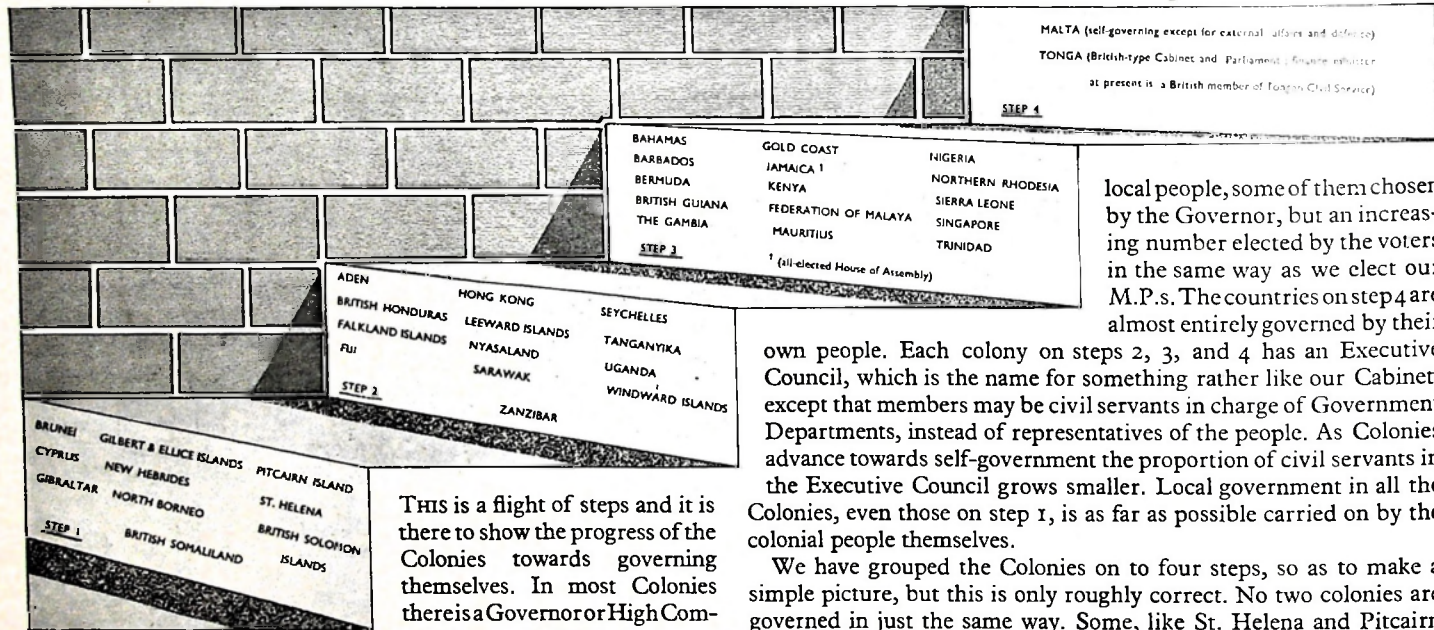 MALTA (self-governing except for external affairs and defence)
TONGA (British-type Cabinet and Parliament; finance minister
at present is a British member of Tongan Civil Service)
STEP 4
BAHAMAS
BARBADOS
BERMUDA
BRITISH GUIANA
THE GAMBIA
STEP 3
GOLD COAST
JAMAICA ¹
KENYA
FEDERATION OF MALAYA
MAURITIUS
¹ (all-elected House of Assembly)
NIGERIA
NORTHERN RHODESIA
SIERRA LEONE
SINGAPORE
TRINIDAD
ADEN
BRITISH HONDURAS
FALKLAND ISLANDS
FIJI
STEP 2
HONG KONG
LEEWARD ISLANDS
NYASALAND
SARAWAK
ZANZIBAR
SEYCHELLES
TANGANYIKA
UGANDA
WINDWARD ISLANDS
BRUNEI
CYPRUS
GIBRALTAR
STEP 1
GILBERT & ELLICE ISLANDS
NEW HEBRIDES
NORTH BORNEO
BRITISH SOMALILAND
PITCAIRN ISLAND
ST. HELENA
BRITISH SOLOMON
ISLANDS
THIS is a flight of steps and it is
there to show the progress of the
Colonies towards governing
themselves. In most Colonies
there is a Governor or High Com-
local people, some of them chosen
by the Governor, but an increas-
ing number elected by the voters
in the same way as we elect our
M.P.s. The countries on step 4 are
almost entirely governed by their
own people. Each colony on steps 2, 3, and 4 has an Executive
Council, which is the name for something rather like our Cabinet
except that members may be civil servants in charge of Government
Departments, instead of representatives of the people. As Colonies
advance towards self-government the proportion of civil servants in
the Executive Council grows smaller. Local government in all the
Colonies, even those on step 1, is as far as possible carried on by the
colonial people themselves.
We have grouped the Colonies on to four steps, so as to make a
simple picture, but this is only roughly correct. No two colonies are
governed in just the same way. Some, like St. Helena and Pitcairn